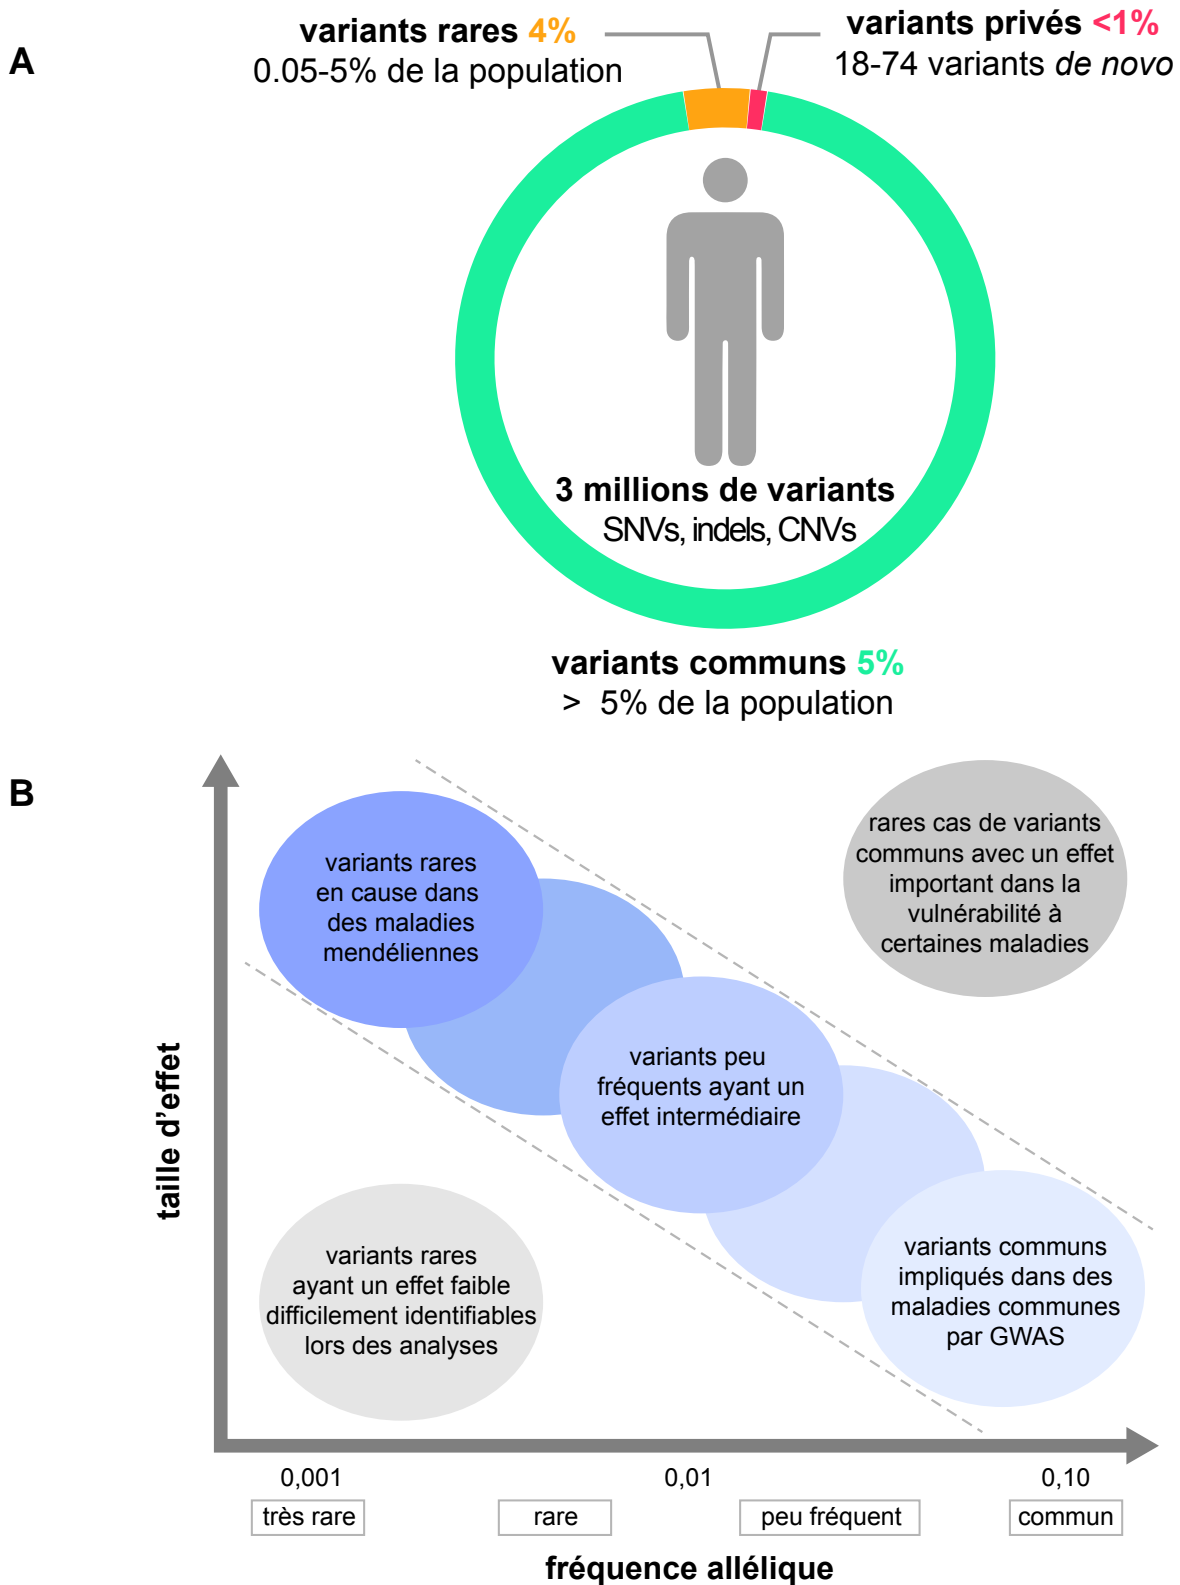 A
variants rares 4%
0.05-5% de la population
variants privés <1%
18-74 variants de novo
3 millions de variants
SNVs, indels, CNVs
variants communs 5%
> 5% de la population
B
variants rares
en cause dans
des maladies
mendéliennes
rares cas de variants
communs avec un effet
important dans la
vulnérabilité à
certaines maladies
variants peu
fréquents ayant un
effet intermédiaire
variants rares
ayant un effet faible
difficilement identifiables
lors des analyses
variants communs
impliqués dans des
maladies communes
par GWAS
taille d'effet
0,001
0,01
0,10
très rare
rare
peu fréquent
commun
fréquence allélique